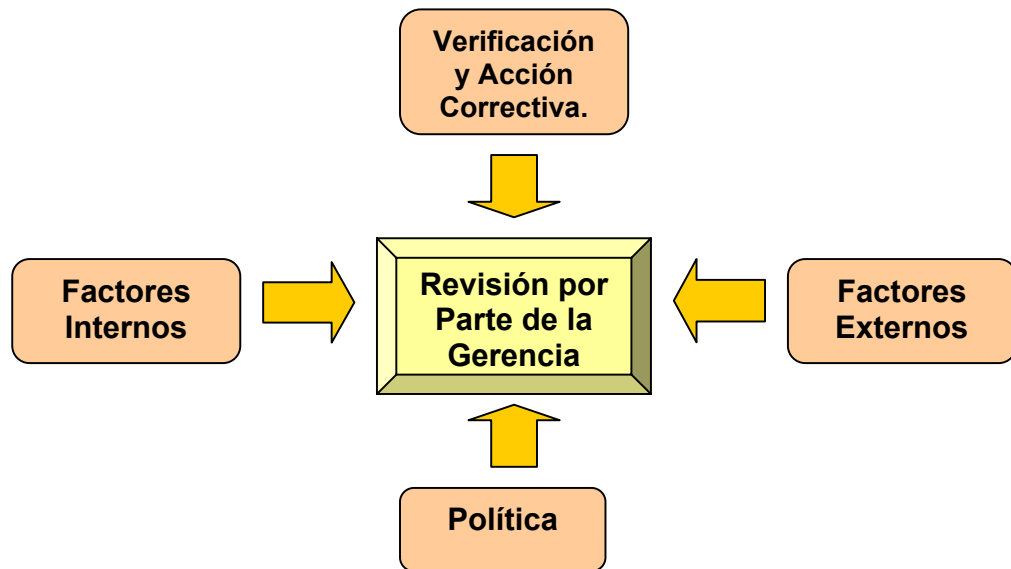 Verificación
y Acción
Correctiva.
Factores
Internos
Revisión por
Parte de la
Gerencia
Factores
Externos
Política